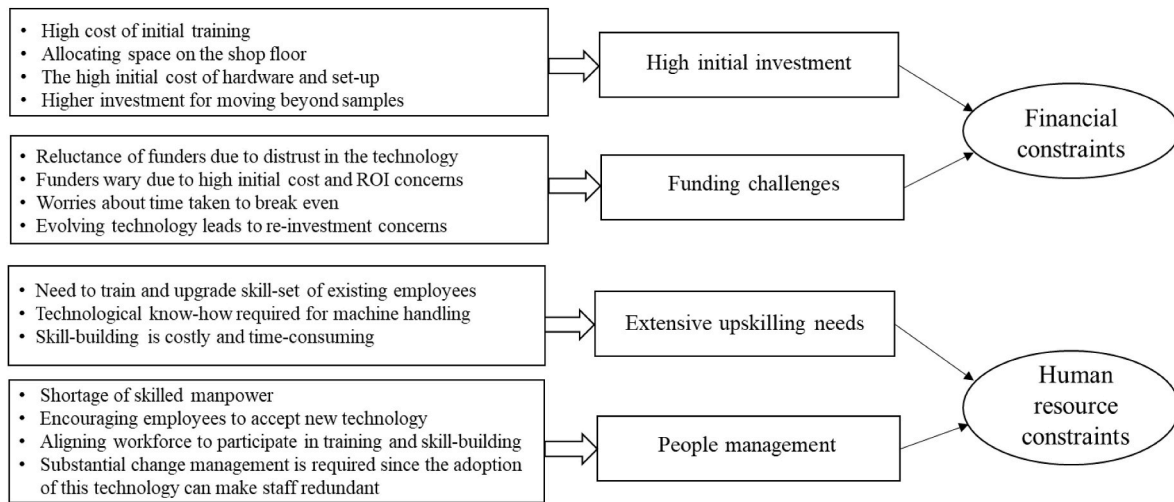 • High cost of initial training
• Allocating space on the shop floor
• The high initial cost of hardware and set-up
• Higher investment for moving beyond samples
High initial investment
Financial
constraints
• Reluctance of funders due to distrust in the technology
• Funders wary due to high initial cost and ROI concerns
• Worries about time taken to break even
• Evolving technology leads to re-investment concerns
Funding challenges
• Need to train and upgrade skill-set of existing employees
• Technological know-how required for machine handling
• Skill-building is costly and time-consuming
Extensive upskilling needs
Human
resource
constraints
• Shortage of skilled manpower
• Encouraging employees to accept new technology
• Aligning workforce to participate in training and skill-building
• Substantial change management is required since the adoption
of this technology can make staff redundant
People management